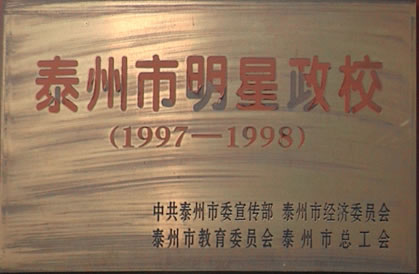 泰州市明星政校
(1997—1998)
中共泰州市委宣传部 泰州市经济委员会
泰州市教育委员会 泰州市总工会